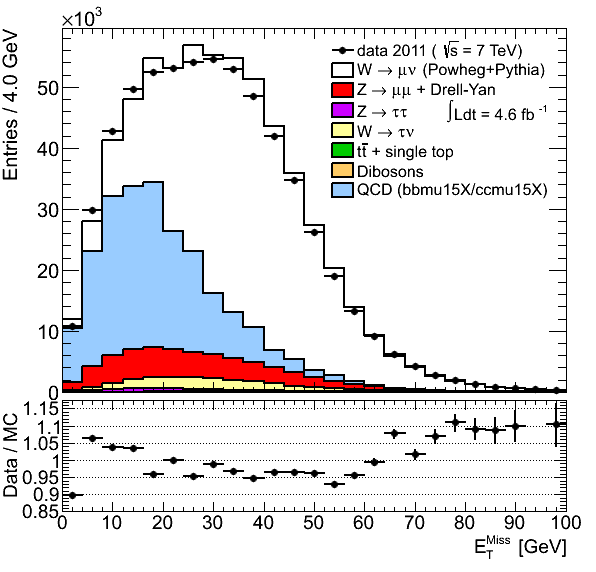 ×10³
Entries / 4.0 GeV
50
40
30
20
10
0
data 2011 ( √s = 7 TeV)
W → μν (Powheg+Pythia)
Z → μμ + Drell-Yan
Z → ττ
∫Ldt = 4.6 fb⁻¹
W → τν
tt̄ + single top
Dibosons
QCD (bbmu15X/ccmu15X)
Data / MC
1.15
1.1
1.05
1
0.95
0.9
0.85
0 10 20 30 40 50 60 70 80 90 100
E_T^Miss [GeV]